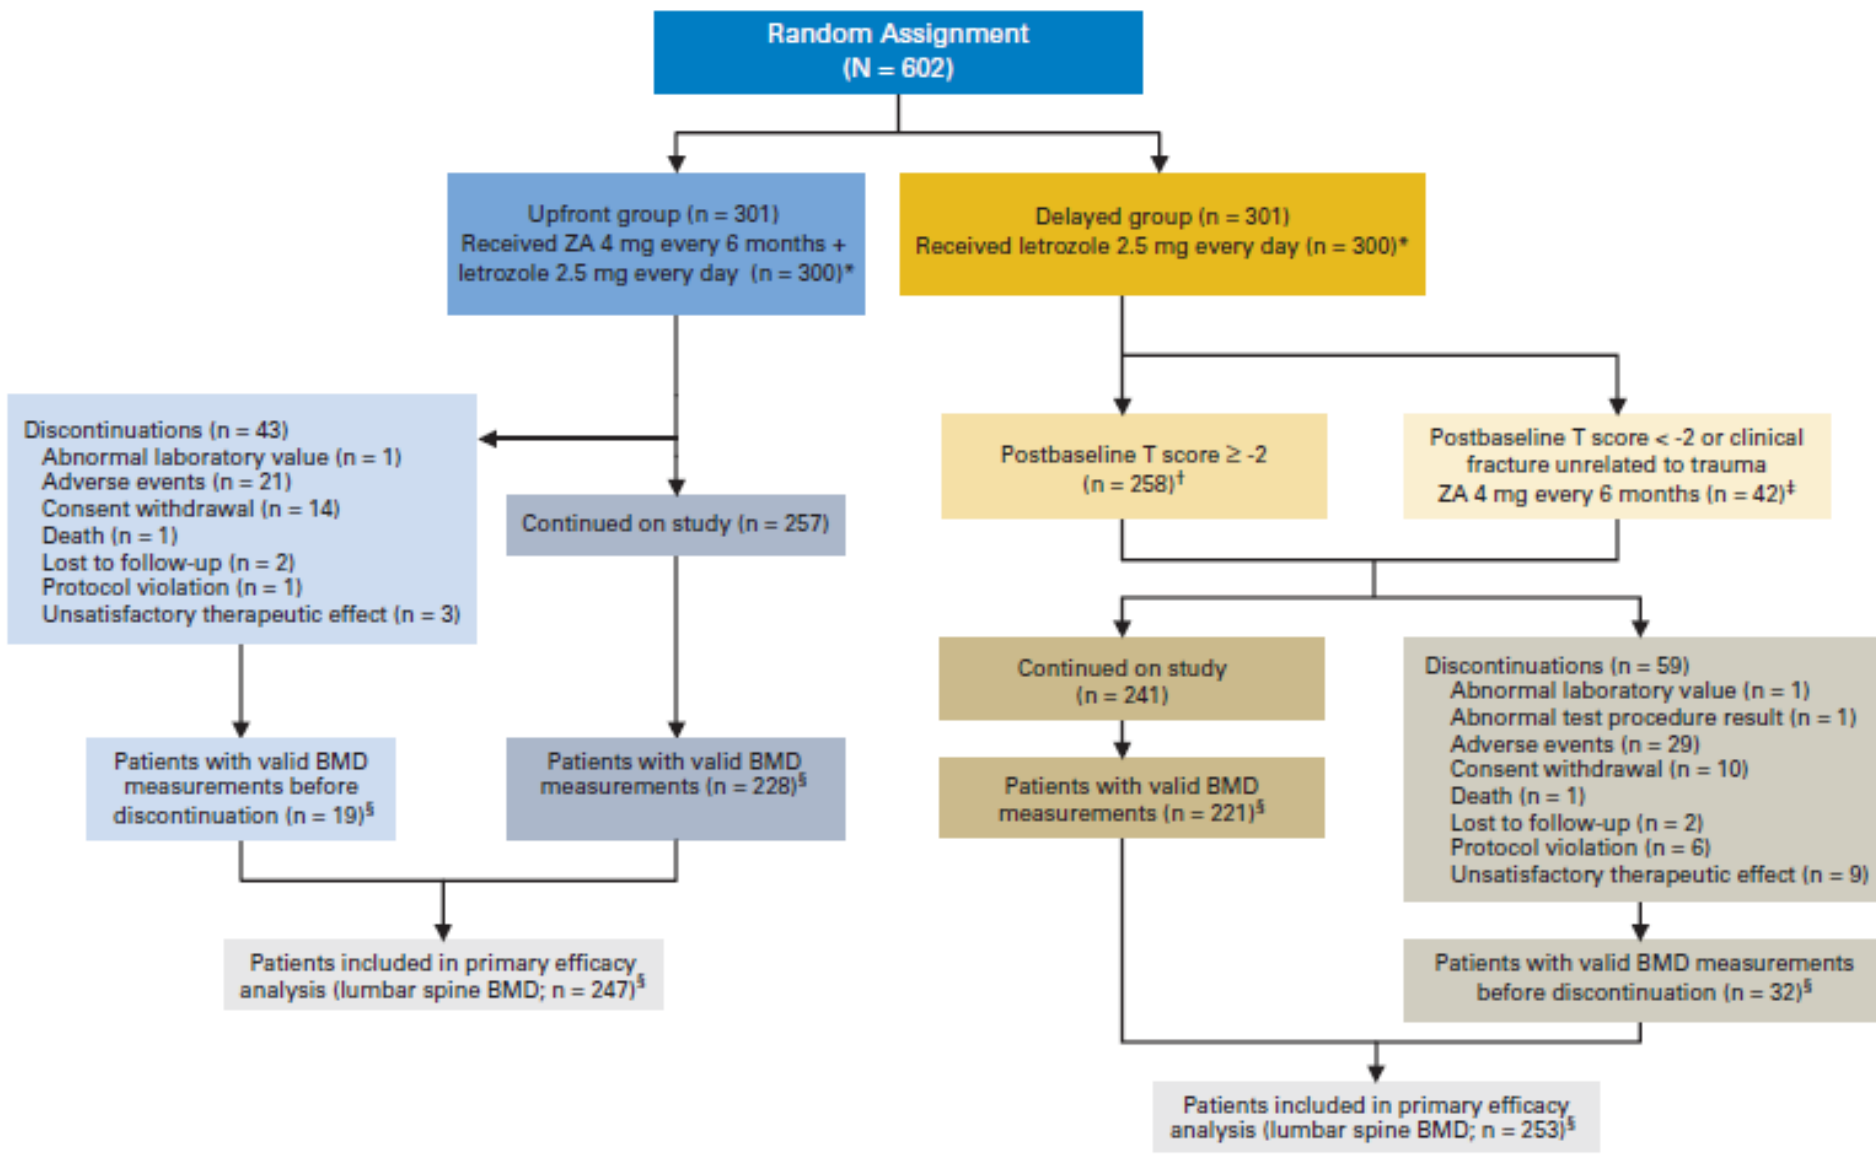 Random Assignment
(N = 602)
Upfront group (n = 301)
Received ZA 4 mg every 6 months +
letrozole 2.5 mg every day (n = 300)*
Delayed group (n = 301)
Received letrozole 2.5 mg every day (n = 300)*
Discontinuations (n = 43)
Abnormal laboratory value (n = 1)
Adverse events (n = 21)
Consent withdrawal (n = 14)
Death (n = 1)
Lost to follow-up (n = 2)
Protocol violation (n = 1)
Unsatisfactory therapeutic effect (n = 3)
Continued on study (n = 257)
Postbaseline T score ≥ -2
(n = 258)†
Postbaseline T score < -2 or clinical
fracture unrelated to trauma
ZA 4 mg every 6 months (n = 42)‡
Continued on study
(n = 241)
Discontinuations (n = 59)
Abnormal laboratory value (n = 1)
Abnormal test procedure result (n = 1)
Adverse events (n = 29)
Consent withdrawal (n = 10)
Death (n = 1)
Lost to follow-up (n = 2)
Protocol violation (n = 6)
Unsatisfactory therapeutic effect (n = 9)
Patients with valid BMD
measurements before
discontinuation (n = 19)§
Patients with valid BMD
measurements (n = 228)§
Patients with valid BMD
measurements (n = 221)§
Patients included in primary efficacy
analysis (lumbar spine BMD; n = 247)§
Patients with valid BMD measurements
before discontinuation (n = 32)§
Patients included in primary efficacy
analysis (lumbar spine BMD; n = 253)§